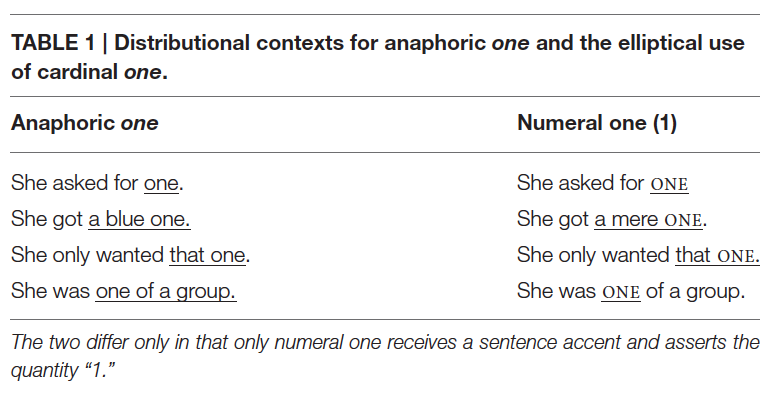 TABLE 1 | Distributional contexts for anaphoric one and the elliptical use
of cardinal one.
Anaphoric one Numeral one (1)
She asked for one. She asked for ONE
She got a blue one. She got a mere ONE.
She only wanted that one. She only wanted that ONE.
She was one of a group. She was ONE of a group.
The two differ only in that only numeral one receives a sentence accent and asserts the
quantity “1.”